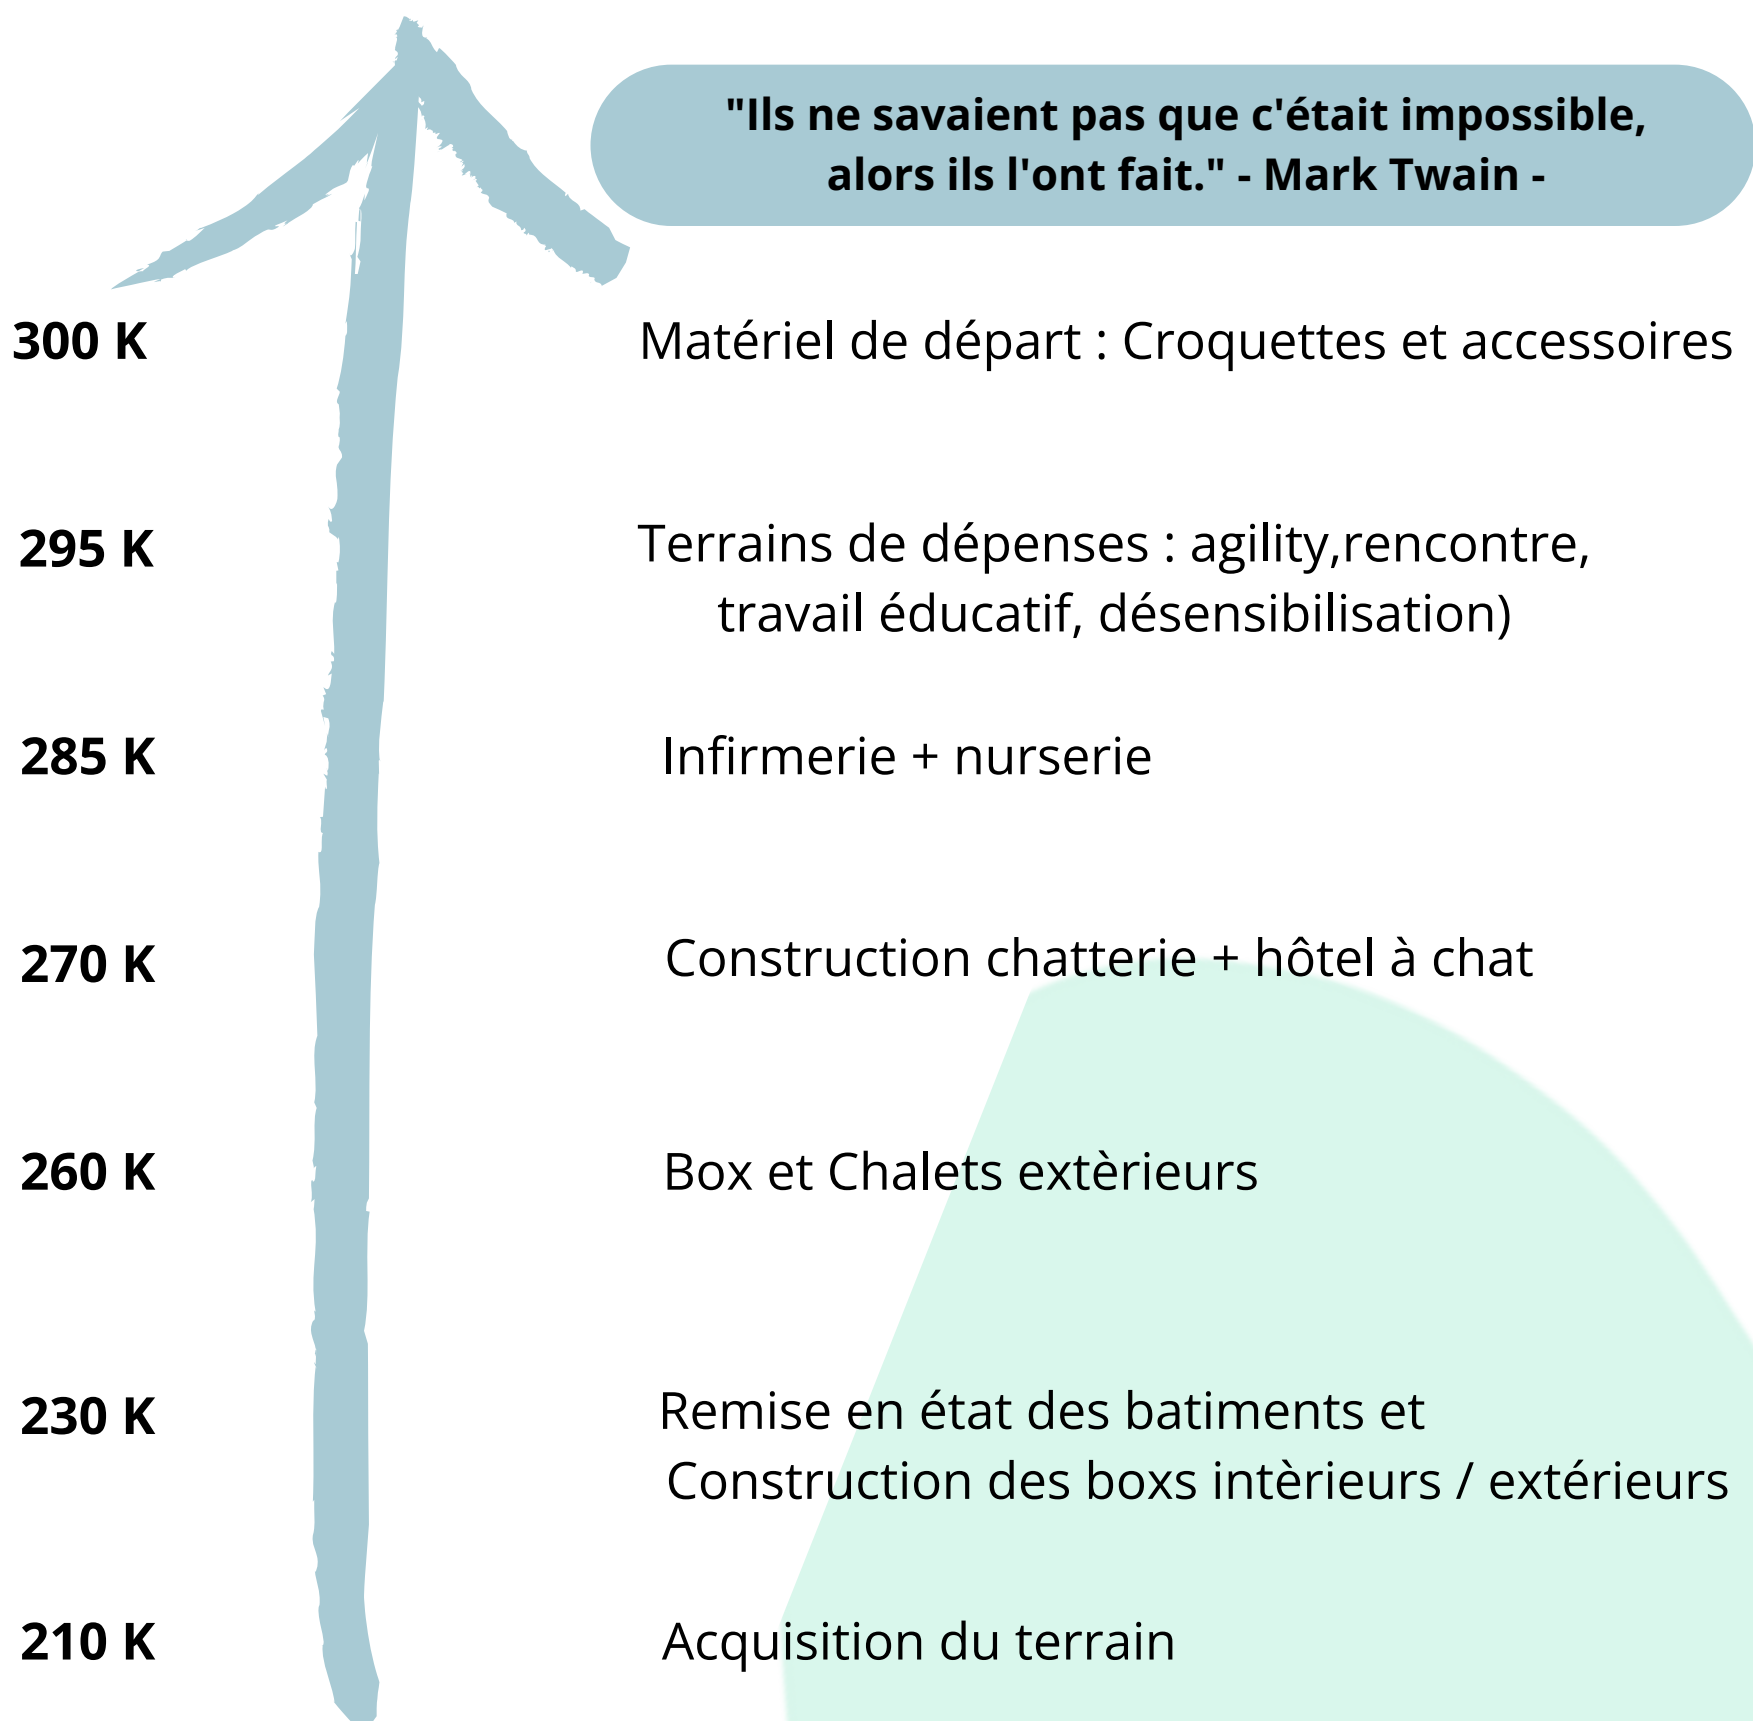 "Ils ne savaient pas que c'était impossible,
alors ils l'ont fait." - Mark Twain -
300 K
Matériel de départ : Croquettes et accessoires
295 K
Terrains de dépenses : agility,rencontre,
travail éducatif, désensibilisation)
285 K
Infirmerie + nurserie
270 K
Construction chatterie + hôtel à chat
260 K
Box et Chalets extèrieurs
230 K
Remise en état des batiments et
Construction des boxs intèrieurs / extérieurs
210 K
Acquisition du terrain